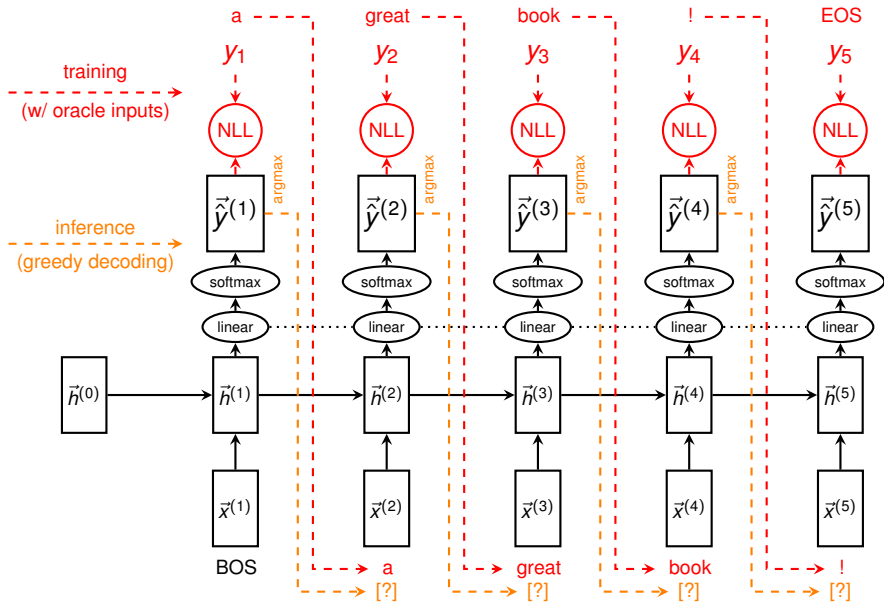 a great book ! EOS
y₁ y₂ y₃ y₄ y₅
training
(w/ oracle inputs)
NLL NLL NLL NLL NLL
argmax argmax argmax argmax
ŷ⃗⁽¹⁾ ŷ⃗⁽²⁾ ŷ⃗⁽³⁾ ŷ⃗⁽⁴⁾ ŷ⃗⁽⁵⁾
inference
(greedy decoding)
softmax softmax softmax softmax softmax
linear linear linear linear linear
h⃗⁽⁰⁾ h⃗⁽¹⁾ h⃗⁽²⁾ h⃗⁽³⁾ h⃗⁽⁴⁾ h⃗⁽⁵⁾
x⃗⁽¹⁾ x⃗⁽²⁾ x⃗⁽³⁾ x⃗⁽⁴⁾ x⃗⁽⁵⁾
BOS a great book !
[?] [?] [?] [?]